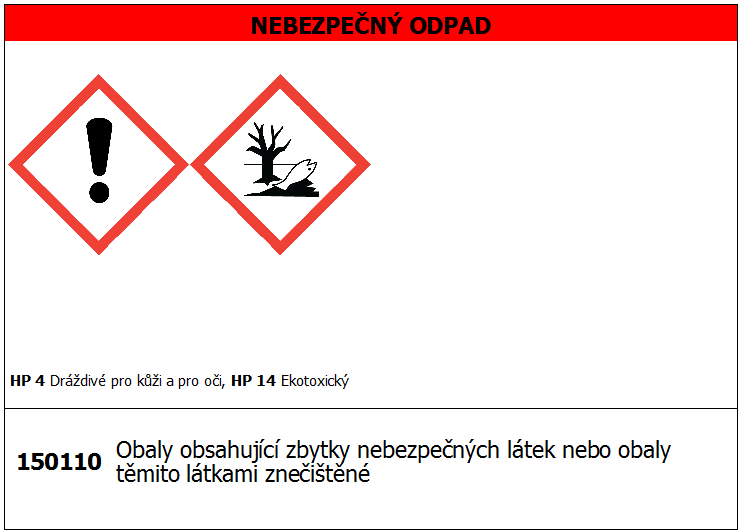 NEBEZPEČNÝ ODPAD
HP 4 Dráždivé pro kůži a pro oči, HP 14 Ekotoxický
150110
Obaly obsahující zbytky nebezpečných látek nebo obaly
těmito látkami znečištěné